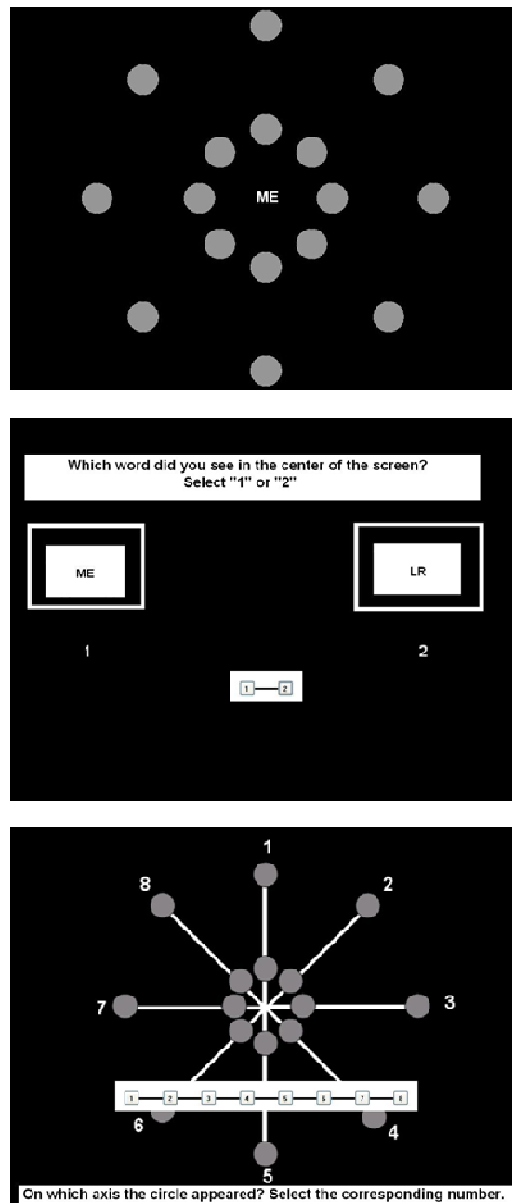 ME
Which word did you see in the center of the screen?
Select "1" or "2"
ME
LR
1
2
1 2
1
8
2
7
3
1 2 3 4 5 6 7 8
6
4
5
On which axis the circle appeared? Select the corresponding number.